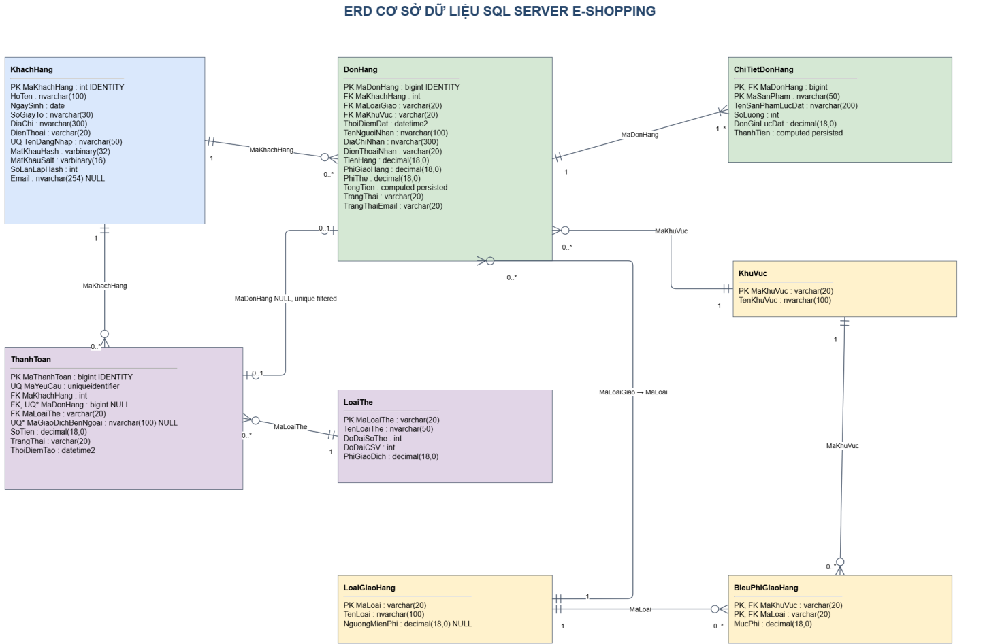 ERD CƠ SỞ DỮ LIỆU SQL SERVER E-SHOPPING
KhachHang
PK MaKhachHang : int IDENTITY
HoTen : nvarchar(100)
NgaySinh : date
SoGiayTo : nvarchar(30)
DiaChi : nvarchar(300)
DienThoai : varchar(20)
UQ TenDangNhap : nvarchar(50)
MatKhauHash : varbinary(32)
MatKhauSalt : varbinary(16)
SoLanLapHash : int
Email : nvarchar(254) NULL
1
MaKhachHang
0..*
DonHang
PK MaDonHang : bigint IDENTITY
FK MaKhachHang : int
FK MaLoaiGiao : varchar(20)
FK MaKhuVuc : varchar(20)
ThoiDiemDat : datetime2
TenNguoiNhan : nvarchar(100)
DiaChiNhan : nvarchar(300)
DienThoaiNhan : varchar(20)
TienHang : decimal(18,0)
PhiGiaoHang : decimal(18,0)
PhiThe : decimal(18,0)
TongTien : computed persisted
TrangThai : varchar(20)
TrangThaiEmail : varchar(20)
1
MaDonHang
1..*
ChiTietDonHang
PK, FK MaDonHang : bigint
PK MaSanPham : nvarchar(50)
TenSanPhamLucDat : nvarchar(200)
SoLuong : int
DonGiaLucDat : decimal(18,0)
ThanhTien : computed persisted
0..1
0..*
MaKhuVuc
1
0..*
KhuVuc
PK MaKhuVuc : varchar(20)
TenKhuVuc : nvarchar(100)
1
MaKhachHang
0..*
MaDonHang NULL, unique filtered
0..1
1
ThanhToan
PK MaThanhToan : bigint IDENTITY
UQ MaYeuCau : uniqueidentifier
FK MaKhachHang : int
FK, UQ* MaDonHang : bigint NULL
FK MaLoaiThe : varchar(20)
UQ* MaGiaoDichBenNgoai : nvarchar(100) NULL
SoTien : decimal(18,0)
TrangThai : varchar(20)
ThoiDiemTao : datetime2
0..*
MaLoaiThe
1
LoaiThe
PK MaLoaiThe : varchar(20)
TenLoaiThe : nvarchar(50)
DoDaiSoThe : int
DoDaiCSV : int
PhiGiaoDich : decimal(18,0)
MaLoaiGiao → MaLoai
MaKhuVuc
0..*
LoaiGiaoHang
PK MaLoai : varchar(20)
TenLoai : nvarchar(100)
NguongMienPhi : decimal(18,0) NULL
1
MaLoai
1
0..*
BieuPhiGiaoHang
PK, FK MaKhuVuc : varchar(20)
PK, FK MaLoai : varchar(20)
MucPhi : decimal(18,0)